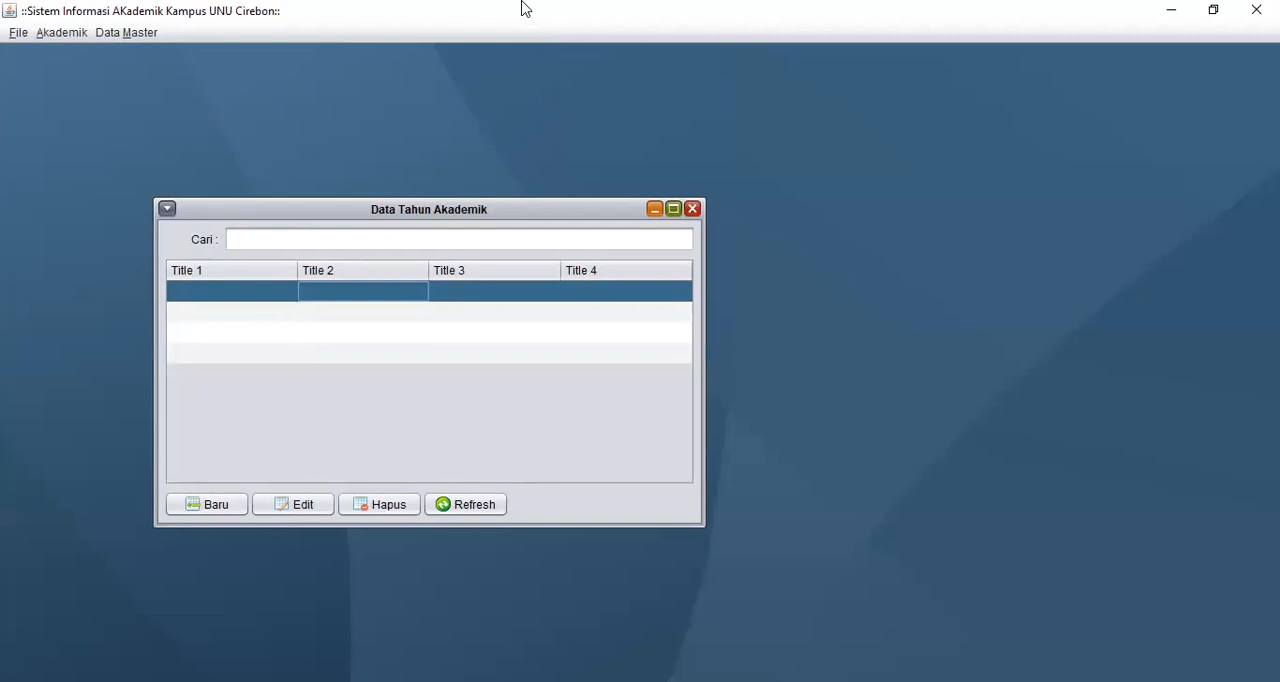 ::Sistem Informasi AKademik Kampus UNU Cirebon::
File Akademik Data Master
Data Tahun Akademik
Cari :
Title 1 Title 2 Title 3 Title 4
Baru Edit Hapus Refresh